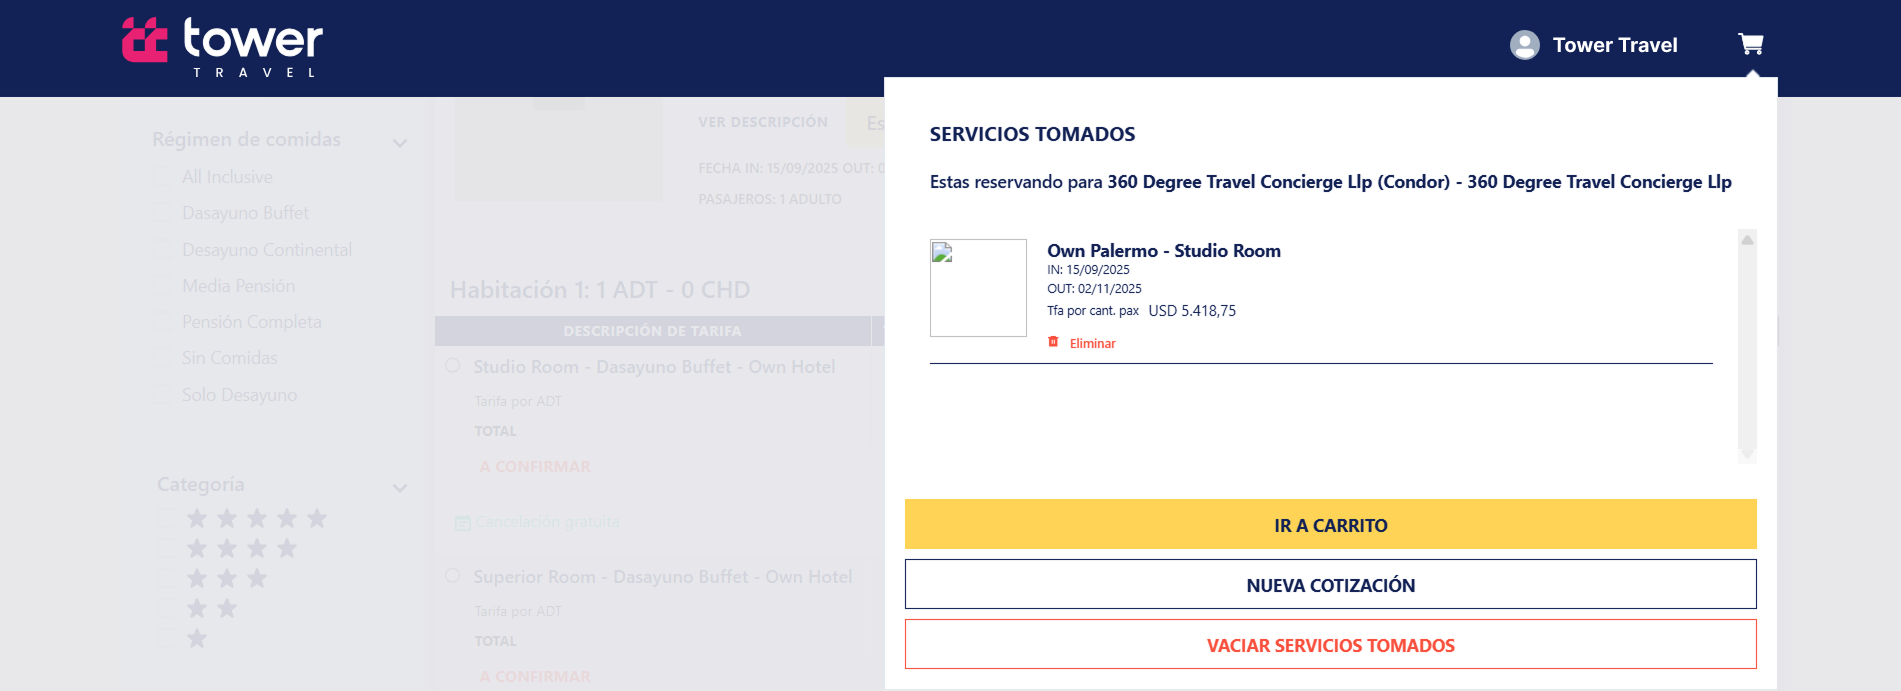 tower
TRAVEL
Tower Travel
Régimen de comidas
All Inclusive
Dasayuno Buffet
Desayuno Continental
Media Pensión
Pensión Completa
Sin Comidas
Solo Desayuno
Categoría
VER DESCRIPCIÓN
Es
FECHA IN: 15/09/2025 OUT: 0
PASAJEROS: 1 ADULTO
Habitación 1: 1 ADT - 0 CHD
DESCRIPCIÓN DE TARIFA
Studio Room - Dasayuno Buffet - Own Hotel
Tarifa por ADT
TOTAL
A CONFIRMAR
Cancelación gratuita
Superior Room - Dasayuno Buffet - Own Hotel
Tarifa por ADT
TOTAL
A CONFIRMAR
SERVICIOS TOMADOS
Estas reservando para 360 Degree Travel Concierge Llp (Condor) - 360 Degree Travel Concierge Llp
Own Palermo - Studio Room
IN: 15/09/2025
OUT: 02/11/2025
Tfa por cant. pax USD 5.418,75
Eliminar
IR A CARRITO
NUEVA COTIZACIÓN
VACIAR SERVICIOS TOMADOS